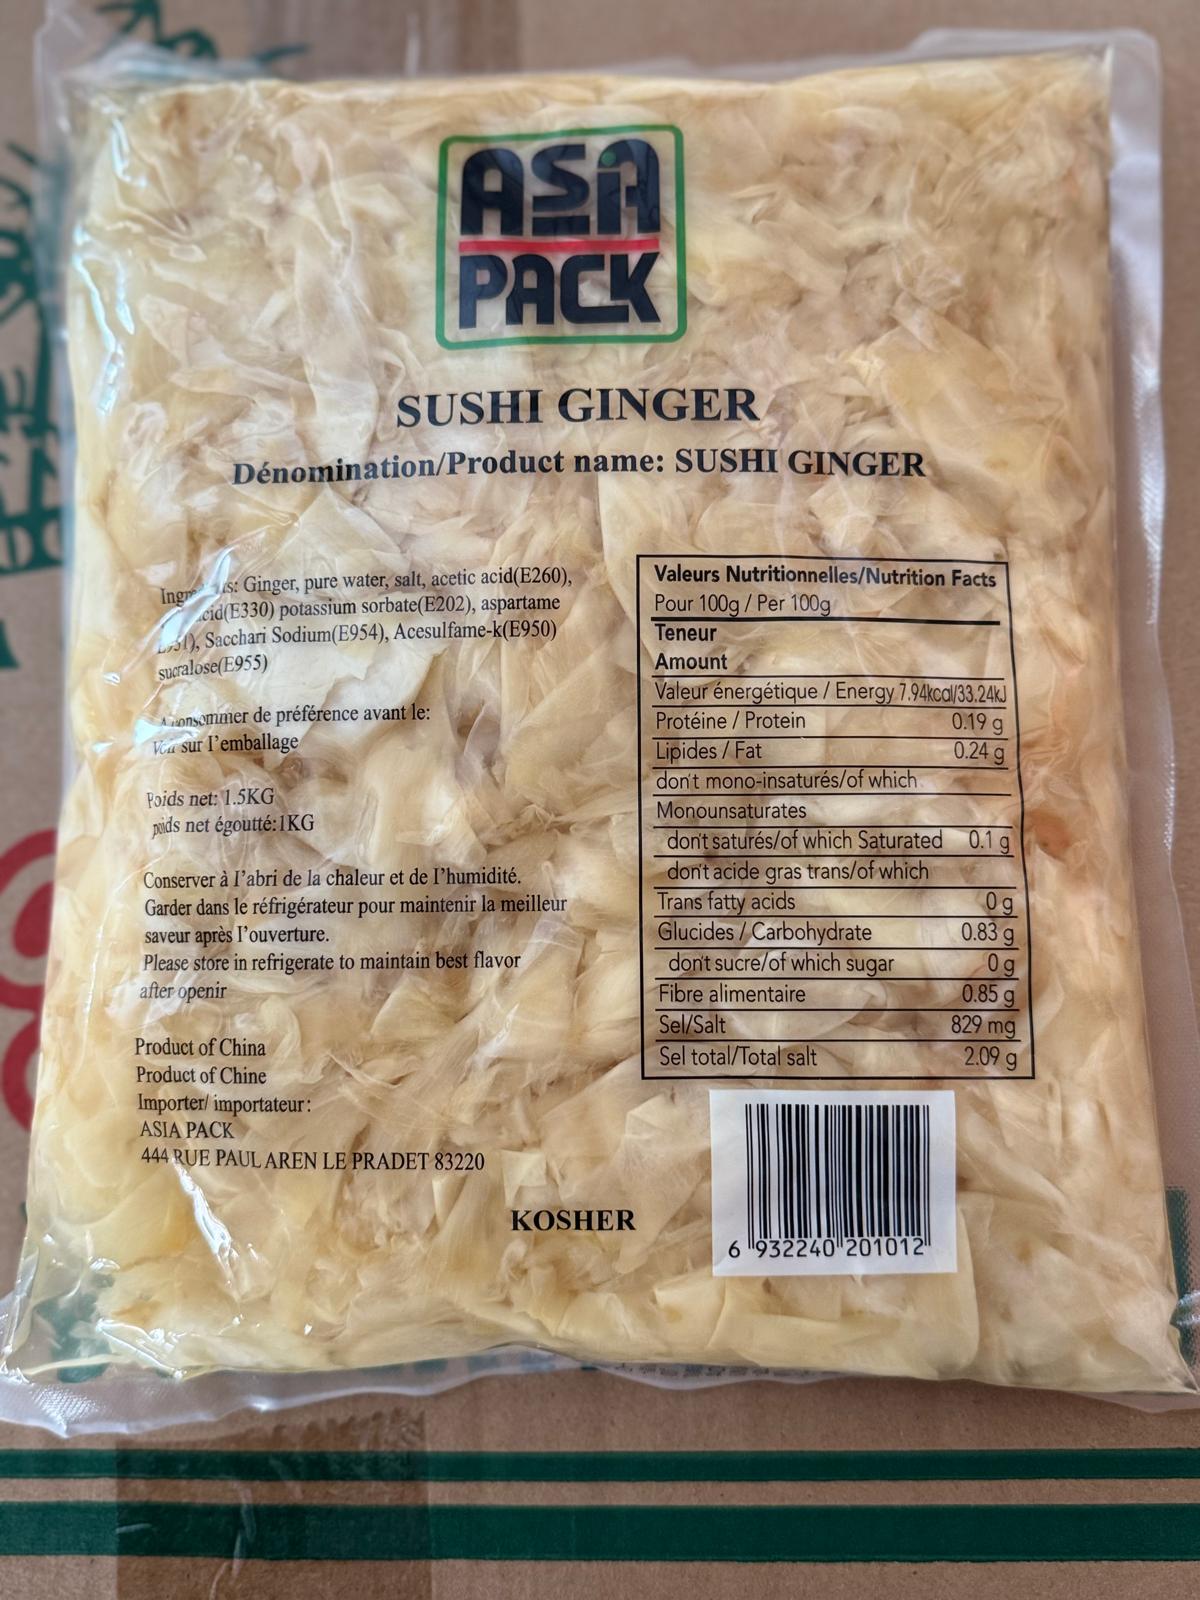 ASiA
PACK
SUSHI GINGER
Dénomination/Product name: SUSHI GINGER
Ginger, pure water, salt, acetic acid(E260),
(E330) potassium sorbate(E202), aspartame
Sacchari Sodium(E954), Acesulfame-k(E950)
sucralose(E955)
A consommer de préférence avant le:
Voir sur l'emballage
Poids net: 1.5KG
poids net égoutté:1KG
Conserver à l'abri de la chaleur et de l'humidité.
Garder dans le réfrigérateur pour maintenir la meilleur
saveur après l'ouverture.
Please store in refrigerate to maintain best flavor
after openir
Product of China
Product of Chine
Importer/ importateur:
ASIA PACK
444 RUE PAUL AREN LE PRADET 83220
KOSHER
Valeurs Nutritionnelles/Nutrition Facts
Pour 100g / Per 100g
Teneur
Amount
Valeur énergétique / Energy 7.94kcal/33.24kJ
Protéine / Protein 0.19 g
Lipides / Fat 0.24 g
don't mono-insaturés/of which
Monounsaturates
don't saturés/of which Saturated 0.1 g
don't acide gras trans/of which
Trans fatty acids 0 g
Glucides / Carbohydrate 0.83 g
don't sucre/of which sugar 0 g
Fibre alimentaire 0.85 g
Sel/Salt 829 mg
Sel total/Total salt 2.09 g
6 932240 201012